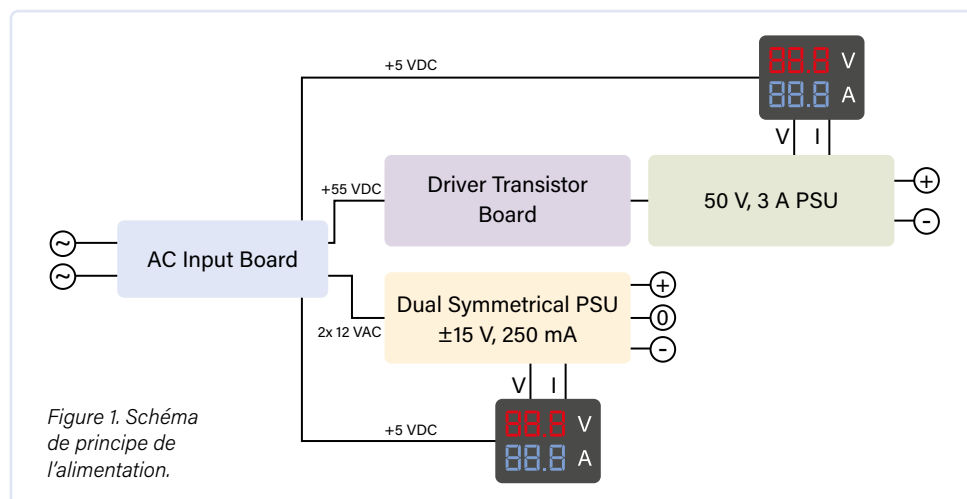 +5 VDC
88.8 V
88.8 A
V I
+55 VDC
Driver Transistor
Board
50 V, 3 A PSU
+
-
~
~
AC Input Board
2x 12 VAC
Dual Symmetrical PSU
±15 V, 250 mA
+
0
-
V I
+5 VDC
88.8 V
88.8 A
Figure 1. Schéma
de principe de
l'alimentation.